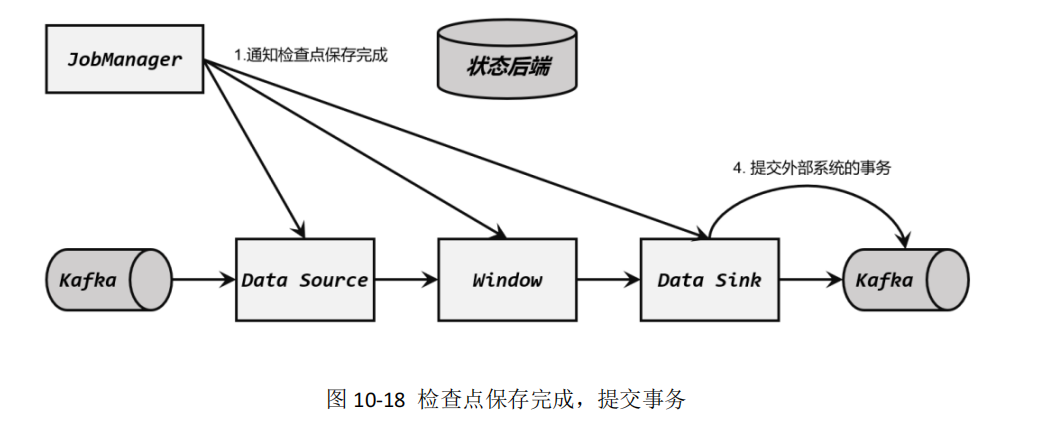 JobManager
1.通知检查点保存完成
状态后端
4. 提交外部系统的事务
Kafka
Data Source
Window
Data Sink
Kafka
图 10-18 检查点保存完成，提交事务